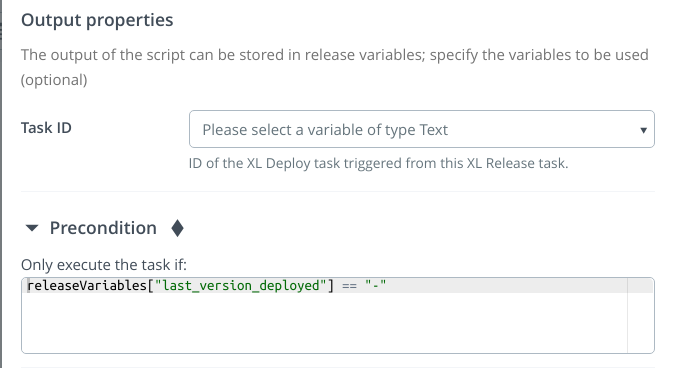 Output properties
The output of the script can be stored in release variables; specify the variables to be used
(optional)
Task ID
Please select a variable of type Text
ID of the XL Deploy task triggered from this XL Release task.
Precondition
Only execute the task if:
releaseVariables["last_version_deployed"] == "-"